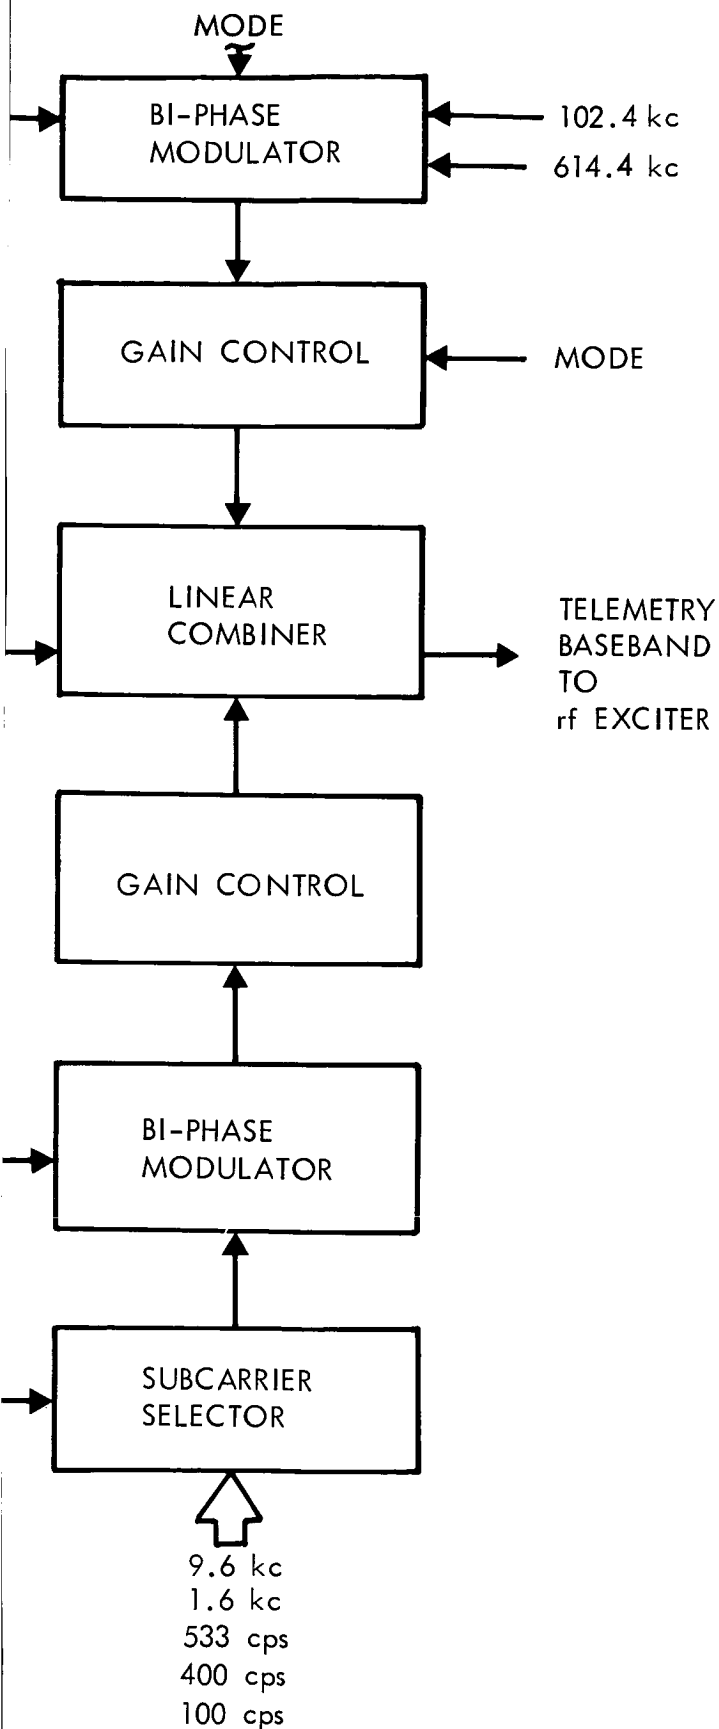 MODE
BI-PHASE
MODULATOR
102.4 kc
614.4 kc
GAIN CONTROL
MODE
LINEAR
COMBINER
TELEMETRY
BASEBAND
TO
rf EXCITER
GAIN CONTROL
BI-PHASE
MODULATOR
SUBCARRIER
SELECTOR
9.6 kc
1.6 kc
533 cps
400 cps
100 cps